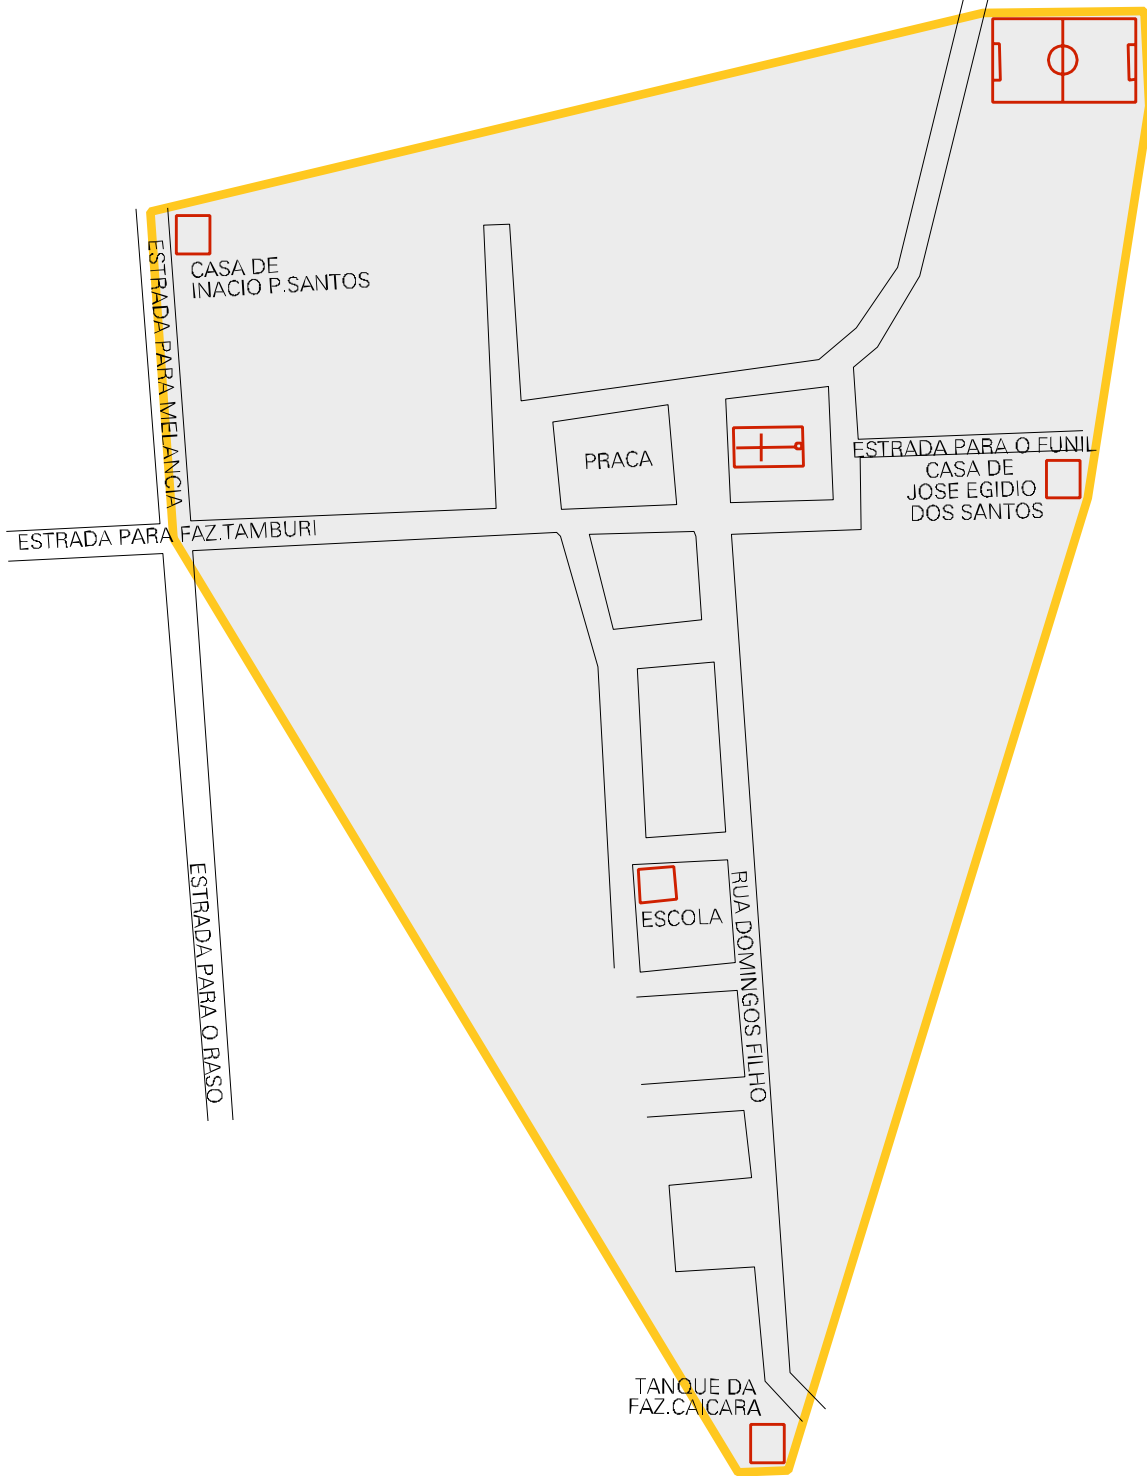 CASA DE
INACIO P.SANTOS
ESTRADA PARA MELANCIA
PRACA
ESTRADA PARA O FUNIL
CASA DE
JOSE EGIDIO
DOS SANTOS
ESTRADA PARA FAZ.TAMBURI
ESTRADA PARA O RASO
ESCOLA
RUA DOMINGOS FILHO
TANQUE DA
FAZ.CAICARA